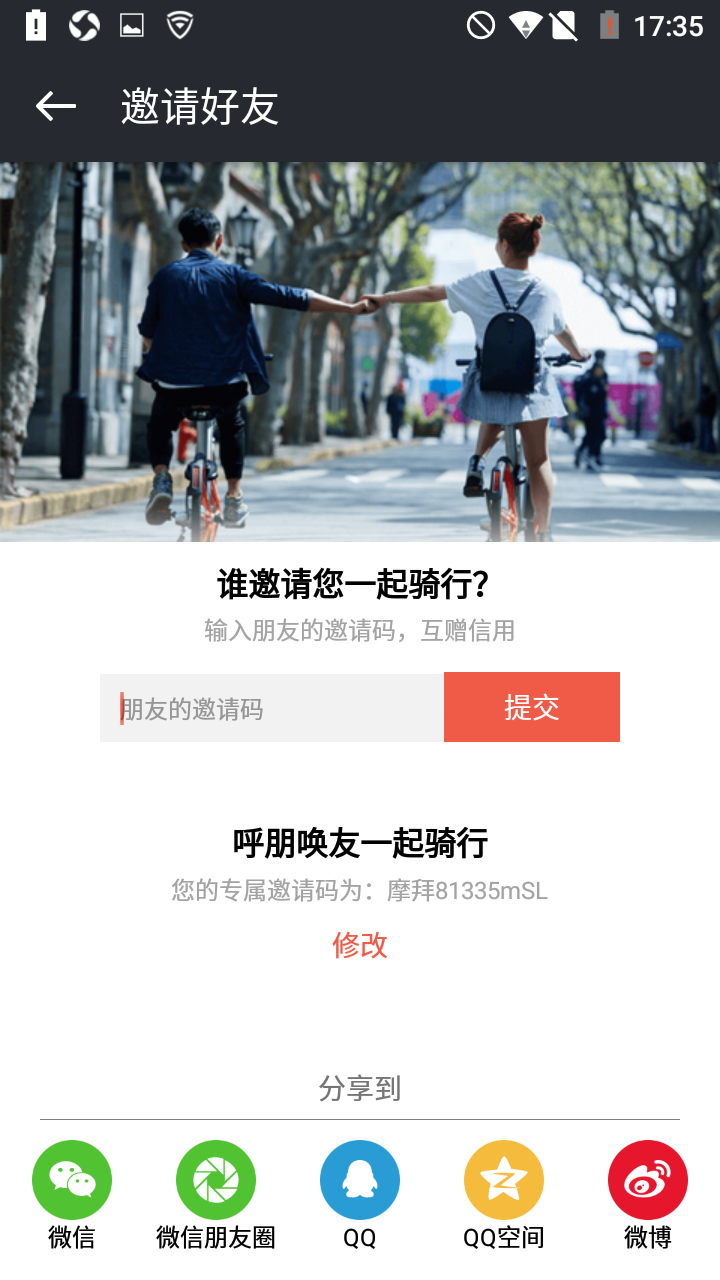 17:35
邀请好友
谁邀请您一起骑行？
输入朋友的邀请码，互赠信用
朋友的邀请码
提交
呼朋唤友一起骑行
您的专属邀请码为：摩拜81335mSL
修改
分享到
微信
微信朋友圈
QQ
QQ空间
微博